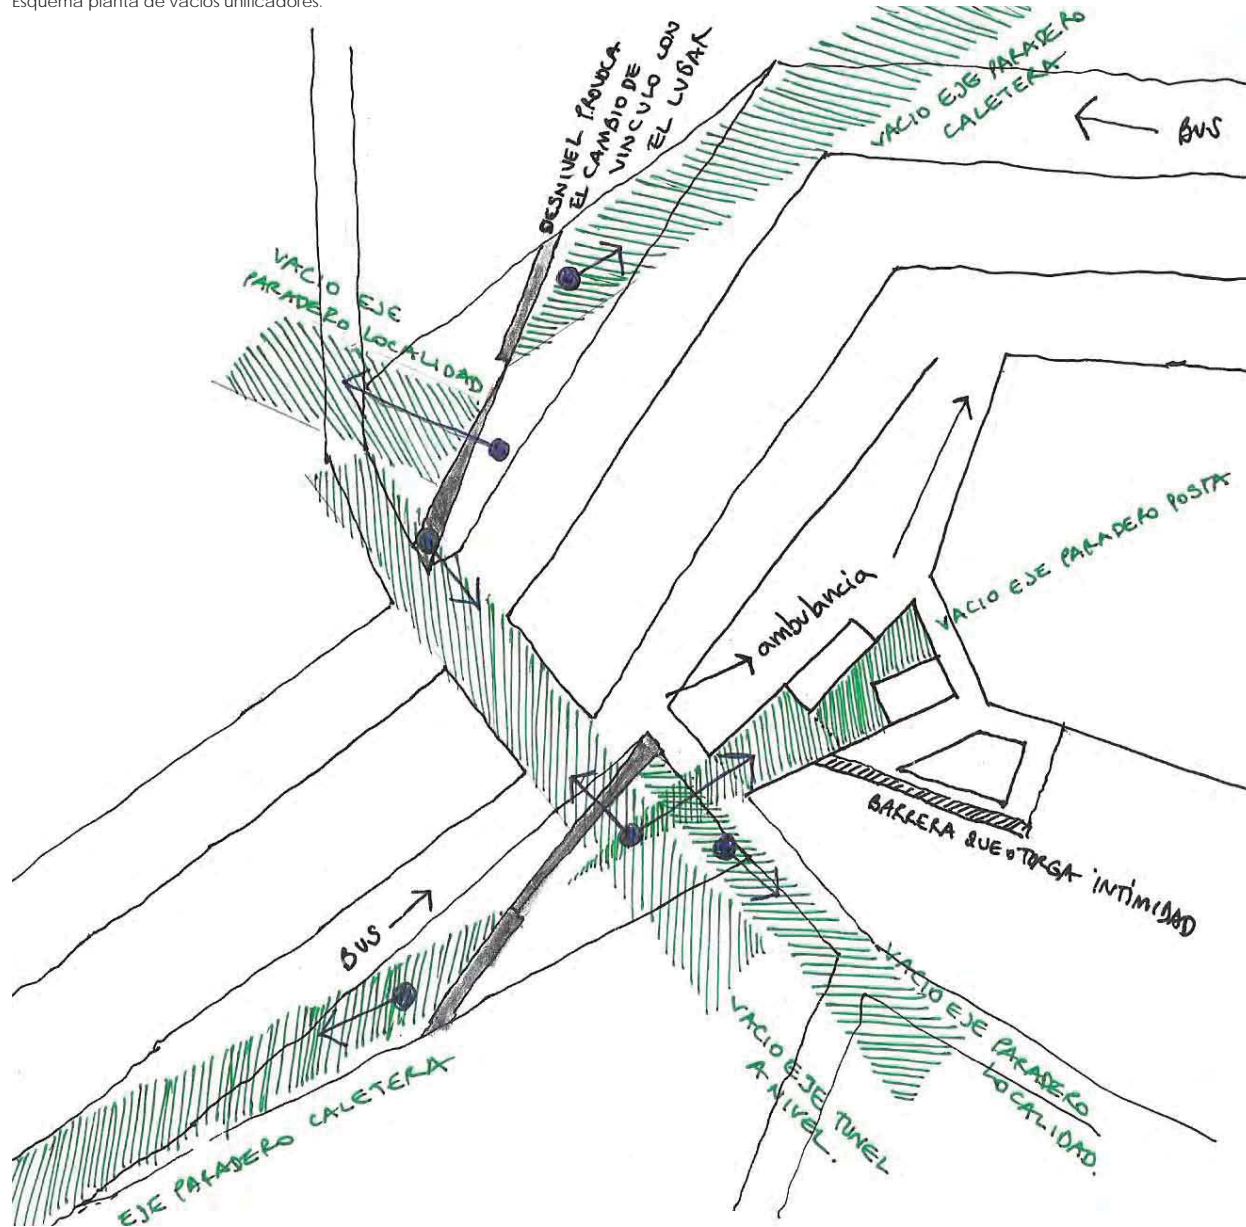 Esquema planta de vacíos unificadores.
DESNIVEL PROVOCA
EL CAMBIO DE
VINCULO CON
EL LUGAR
VACIO EJE PARADERO
CALETERA
← BUS
VACIO EJE
PARADERO LOCALIDAD
VACIO EJE PARADERO POSTA
→ ambulancia
BARRERA QUE OTORGA INTIMIDAD
BUS →
VACIO EJE PARADERO
LOCALIDAD.
VACIO EJE TUNEL
A NIVEL.
EJE PARADERO CALETERA